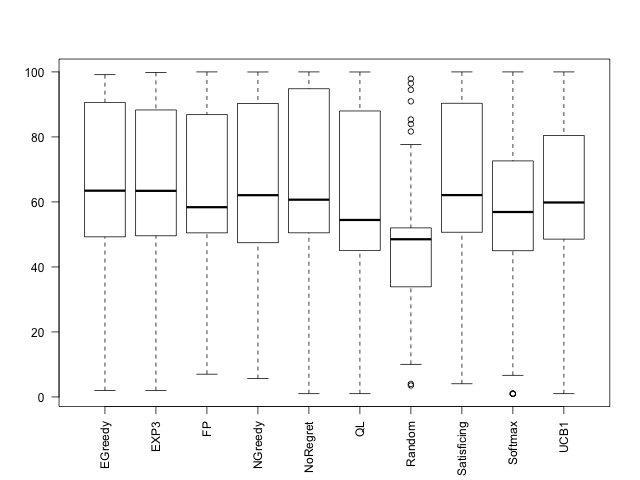 100
80
60
40
20
0
EGreedy
EXP3
FP
NGreedy
NoRegret
QL
Random
Satisficing
Softmax
UCB1